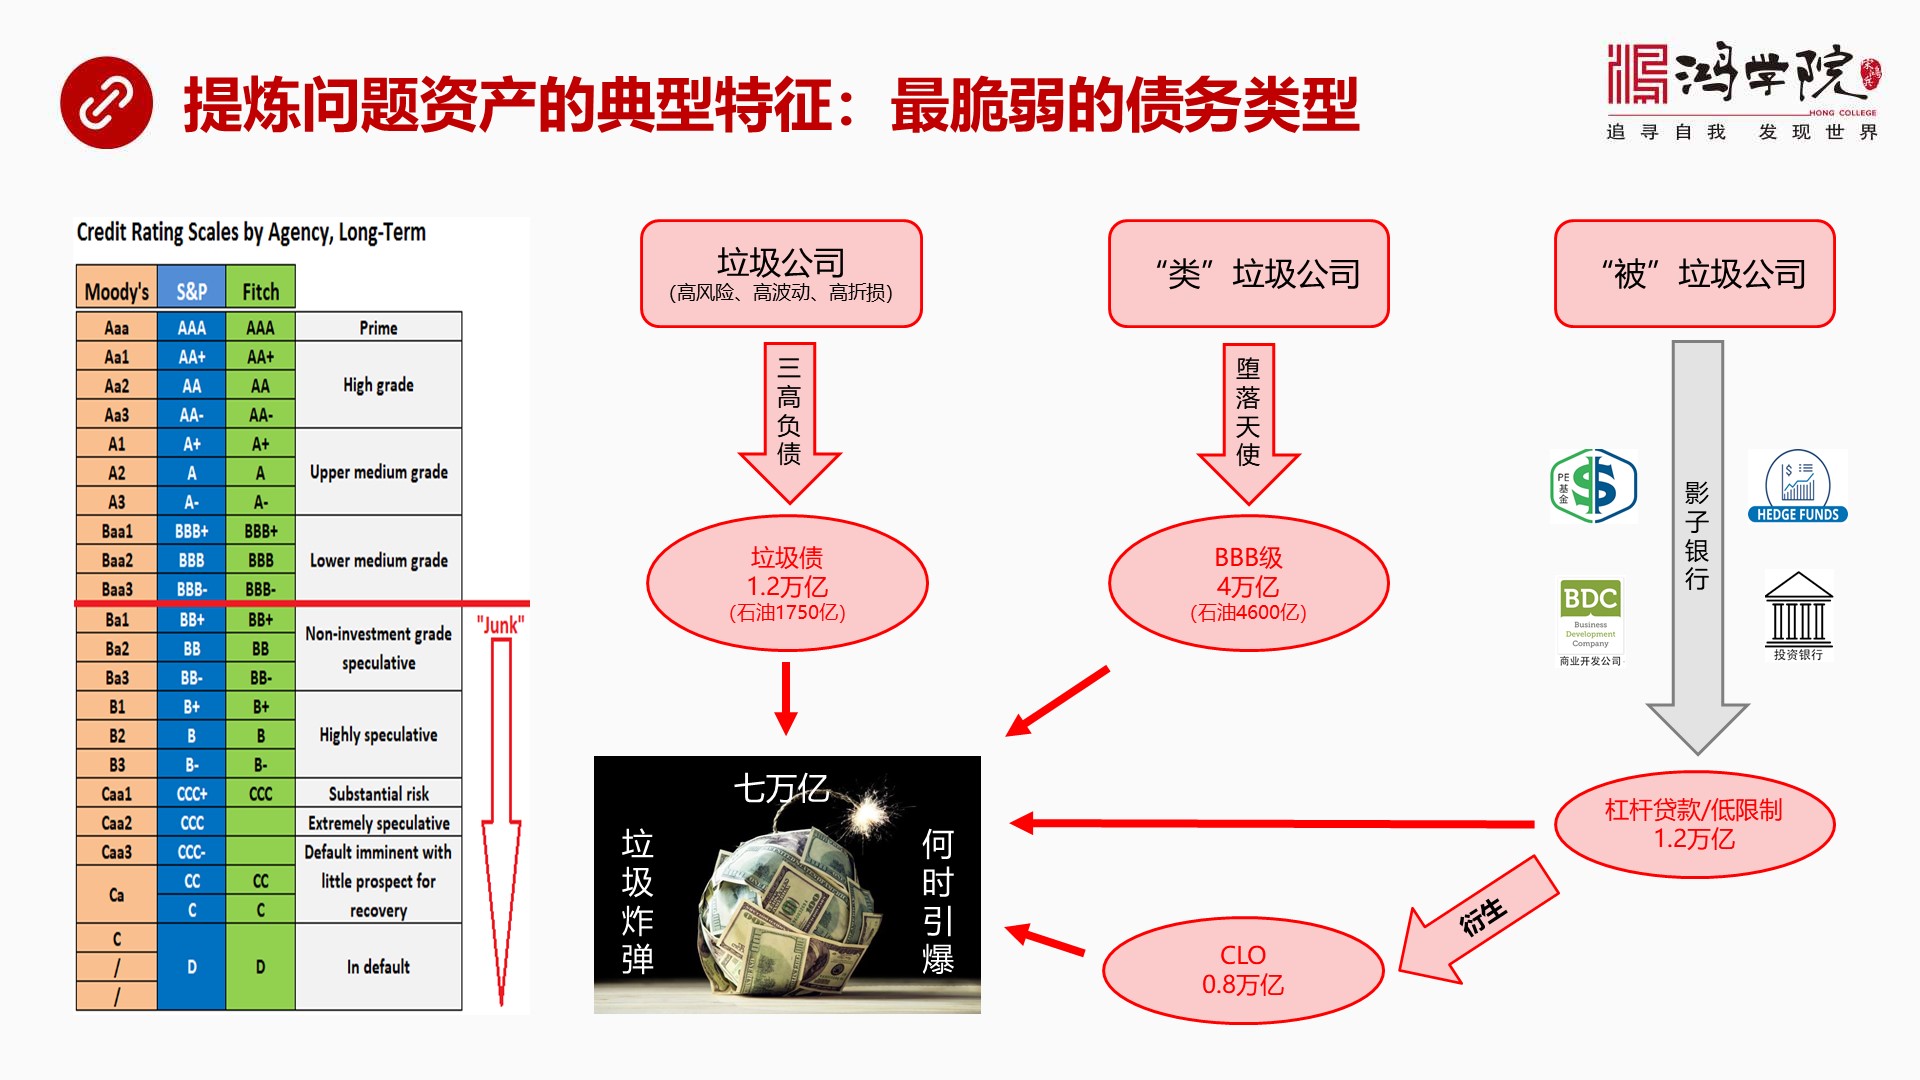 提炼问题资产的典型特征：最脆弱的债务类型
鸿学院
HONG COLLEGE
追寻自我 发现世界
Credit Rating Scales by Agency, Long-Term
Moody's S&P Fitch
Aaa AAA AAA Prime
Aa1 AA+ AA+
Aa2 AA AA High grade
Aa3 AA- AA-
A1 A+ A+
A2 A A Upper medium grade
A3 A- A-
Baa1 BBB+ BBB+
Baa2 BBB BBB Lower medium grade
Baa3 BBB- BBB-
Ba1 BB+ BB+
Non-investment grade
Ba2 BB BB
speculative
Ba3 BB- BB-
B1 B+ B+
B2 B B Highly speculative
B3 B- B-
Caa1 CCC+ CCC Substantial risk
Caa2 CCC Extremely speculative
Caa3 CCC- Default imminent with
Ca CC CC little prospect for
C C recovery
C
/ D D In default
/
"Junk"
垃圾公司
(高风险、高波动、高折损)
三高负债
垃圾债
1.2万亿
(石油1750亿)
“类”垃圾公司
堕落天使
BBB级
4万亿
(石油4600亿)
“被”垃圾公司
影子银行
PE
基金
$
HEDGE FUNDS
BDC
Business
Development
Company
商业开发公司
投资银行
杠杆贷款/低限制
1.2万亿
衍生
CLO
0.8万亿
七万亿
垃圾炸弹
何时引爆